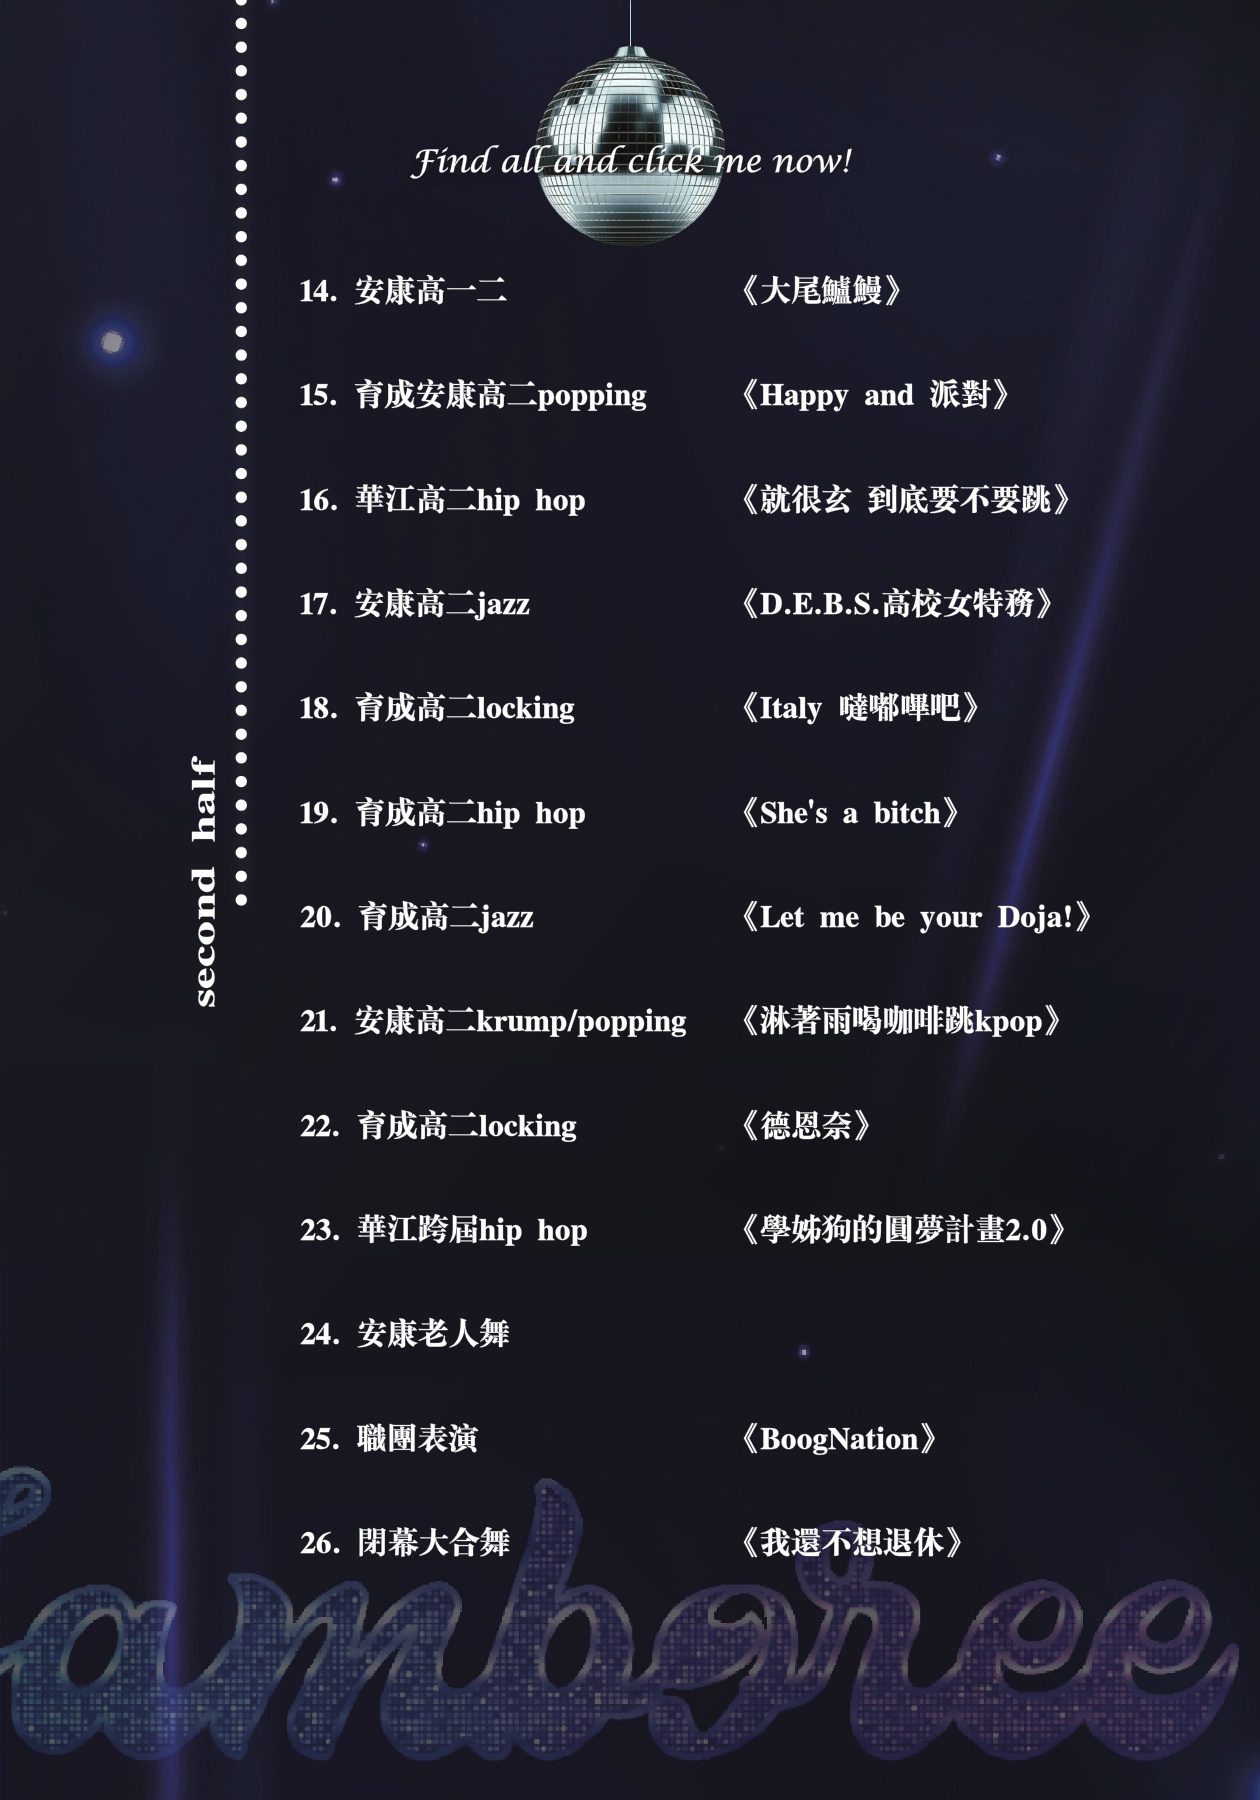 Find all and click me now!
14. 安康高一二 《大尾鱸鰻》
15. 育成安康高二popping 《Happy and 派對》
16. 華江高二hip hop 《就很玄 到底要不要跳》
17. 安康高二jazz 《D.E.B.S.高校女特務》
18. 育成高二locking 《Italy 噠嘟嗶吧》
19. 育成高二hip hop 《She's a bitch》
20. 育成高二jazz 《Let me be your Doja!》
21. 安康高二krump/popping 《淋著雨喝咖啡跳kpop》
22. 育成高二locking 《德恩奈》
23. 華江跨屆hip hop 《學姊狗的圓夢計畫2.0》
24. 安康老人舞
25. 職團表演 《BoogNation》
26. 閉幕大合舞 《我還不想退休》
second half
Jamboree